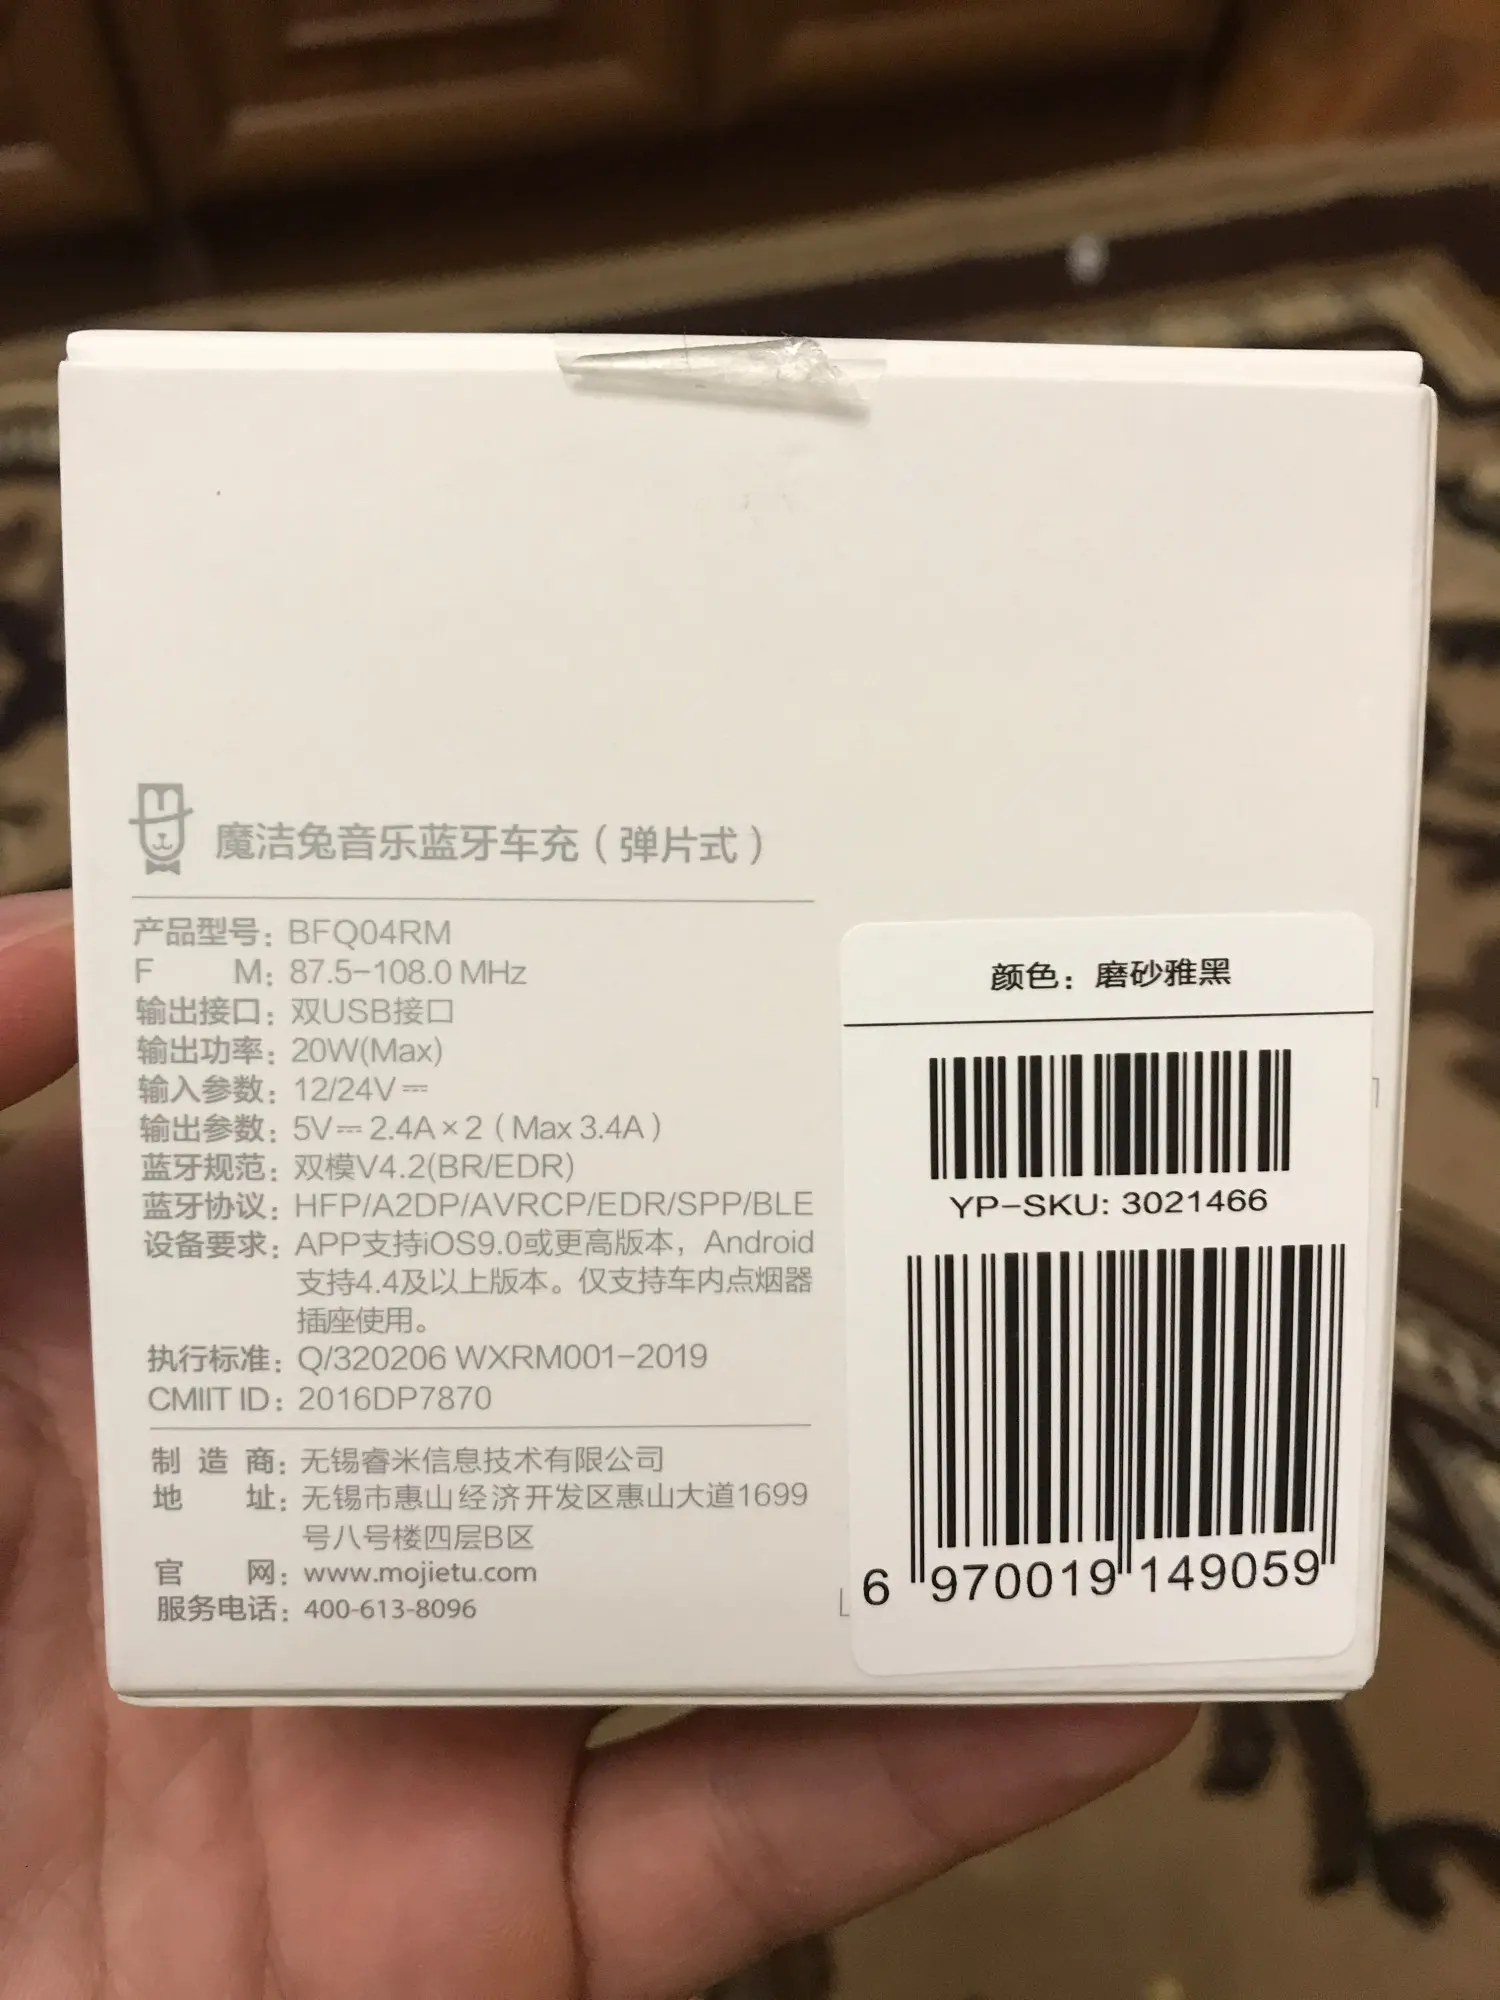 魔洁兔音乐蓝牙车充（弹片式）
产品型号：BFQ04RM
F M：87.5-108.0 MHz
输出接口：双USB接口
输出功率：20W(Max)
输入参数：12/24V⎓
输出参数：5V⎓2.4A×2（Max 3.4A）
蓝牙规范：双模V4.2(BR/EDR)
蓝牙协议：HFP/A2DP/AVRCP/EDR/SPP/BLE
设备要求：APP支持iOS9.0或更高版本，Android
支持4.4及以上版本。仅支持车内点烟器
插座使用。
执行标准：Q/320206 WXRM001-2019
CMIIT ID：2016DP7870
制造商：无锡睿米信息技术有限公司
地址：无锡市惠山经济开发区惠山大道1699
号八号楼四层B区
官网：www.mojietu.com
服务电话：400-613-8096
颜色：磨砂雅黑
YP-SKU: 3021466
6 970019 149059